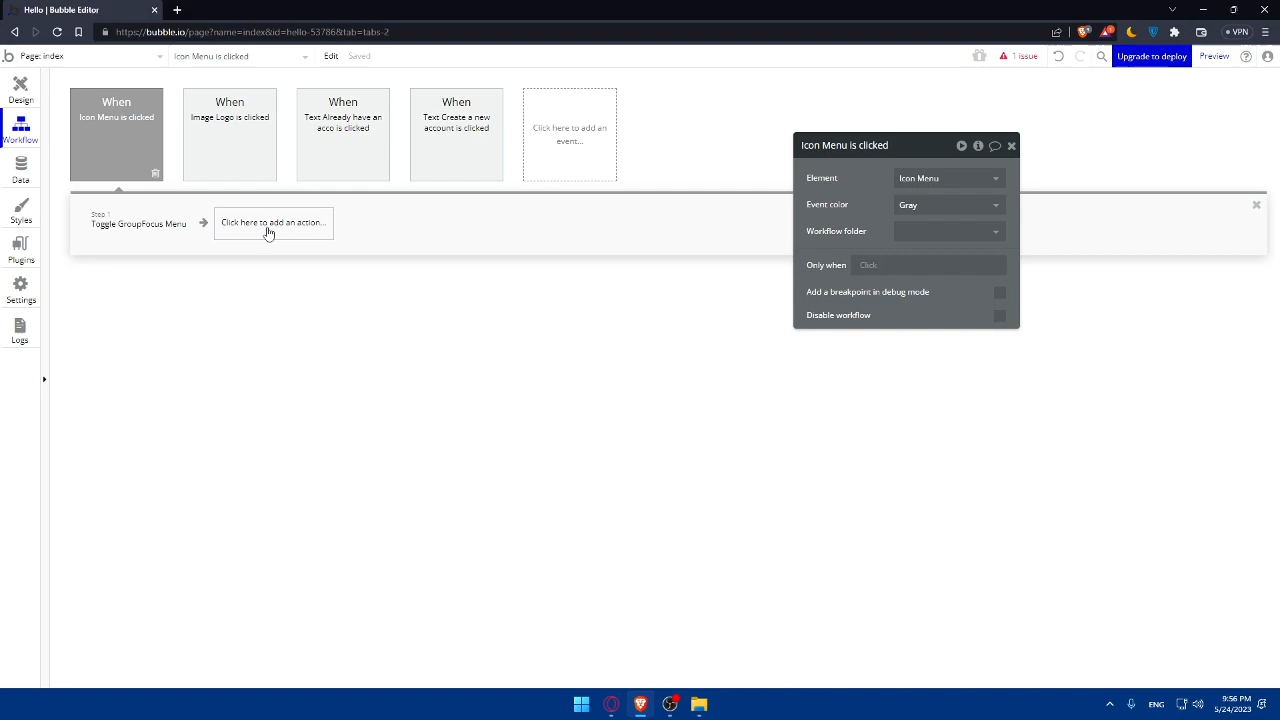 Hello | Bubble Editor
https://bubble.io/page?name=index&id=hello-53786&tab=tabs-2
VPN
Page: index
Icon Menu is clicked
Edit
Saved
1 issue
Upgrade to deploy
Preview
Design
Workflow
Data
Styles
Plugins
Settings
Logs
When
Icon Menu is clicked
When
Image Logo is clicked
When
Text Already have an
acco is clicked
When
Text Create a new
account is clicked
Click here to add an
event...
Step 1
Toggle GroupFocus Menu
Click here to add an action...
Icon Menu is clicked
Element
Icon Menu
Event color
Gray
Workflow folder
Only when
Click
Add a breakpoint in debug mode
Disable workflow
ENG
9:56 PM
5/24/2023